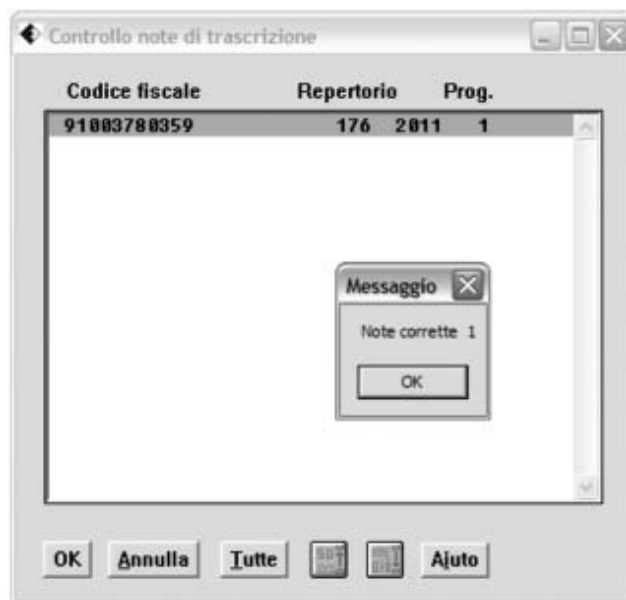 Controllo note di trascrizione
Codice fiscale Repertorio Prog.
91003780359 176 2011 1
Messaggio
Note corrette 1
OK
OK Annulla Tutte Aiuto